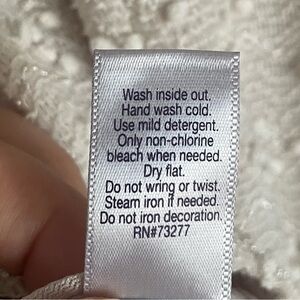 Wash inside out.
Hand wash cold.
Use mild detergent.
Only non-chlorine
bleach when needed.
Dry flat.
Do not wring or twist.
Steam iron if needed.
Do not iron decoration.
RN#73277